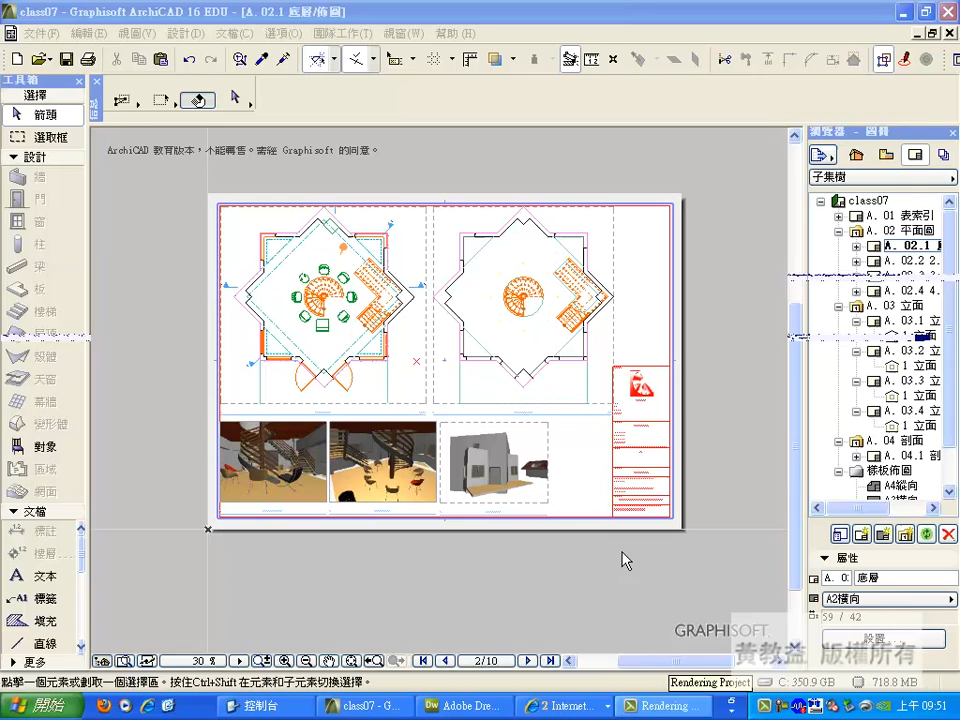 class07 - Graphisoft ArchiCAD 16 EDU - [A. 02.1 底層/佈圖]
文件(F) 編輯(E) 視圖(V) 設計(D) 文檔(C) 選項(O) 團隊工作(T) 視窗(W) 幫助(H)
工具箱
選擇
箭頭
選取框
設計
牆
門
窗
柱
梁
板
樓梯
殼體
天窗
幕牆
變形體
對象
區域
網面
文檔
標註
樓層
文本
標籤
填充
直線
更多
ArchiCAD 教育版本，不能轉售。需經 Graphisoft 的同意。
瀏覽器 - 圖冊
子集樹
class07
A. 01 表索引
A. 02 平面圖
A. 02.1
A. 02.2 2.
A. 02.4 4.
A. 03 立面
A. 03.1 立
A. 03.2 立
1 立面
A. 03.3 立
1 立面
A. 03.4 立
1 立面
A. 04 剖面
A. 04.1 剖
樣板佈圖
A4縱向
屬性
底層
A2橫向
59 / 42
設置
GRAPHISOFT.
黃教益 版權所有
30 %
2/10
點擊一個元素或劃取一個選擇區。按住Ctrl+Shift 在元素和子元素切換選擇。
Rendering Project
C: 350.9 GB
718.8 MB
開始
控制台
class07 - G...
Adobe Dre...
2 Internet...
Rendering ...
上午 09:51